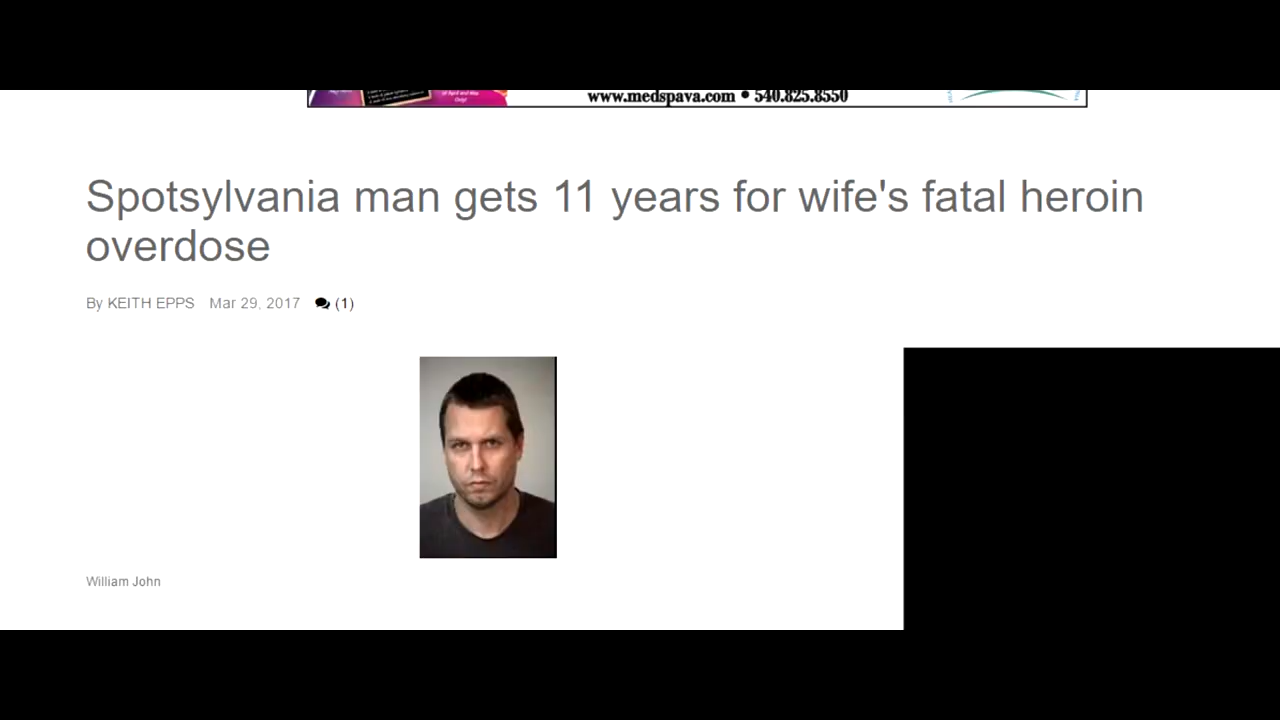 www.medspava.com • 540.825.8550
Spotsylvania man gets 11 years for wife's fatal heroin
overdose
By KEITH EPPS Mar 29, 2017 (1)
William John